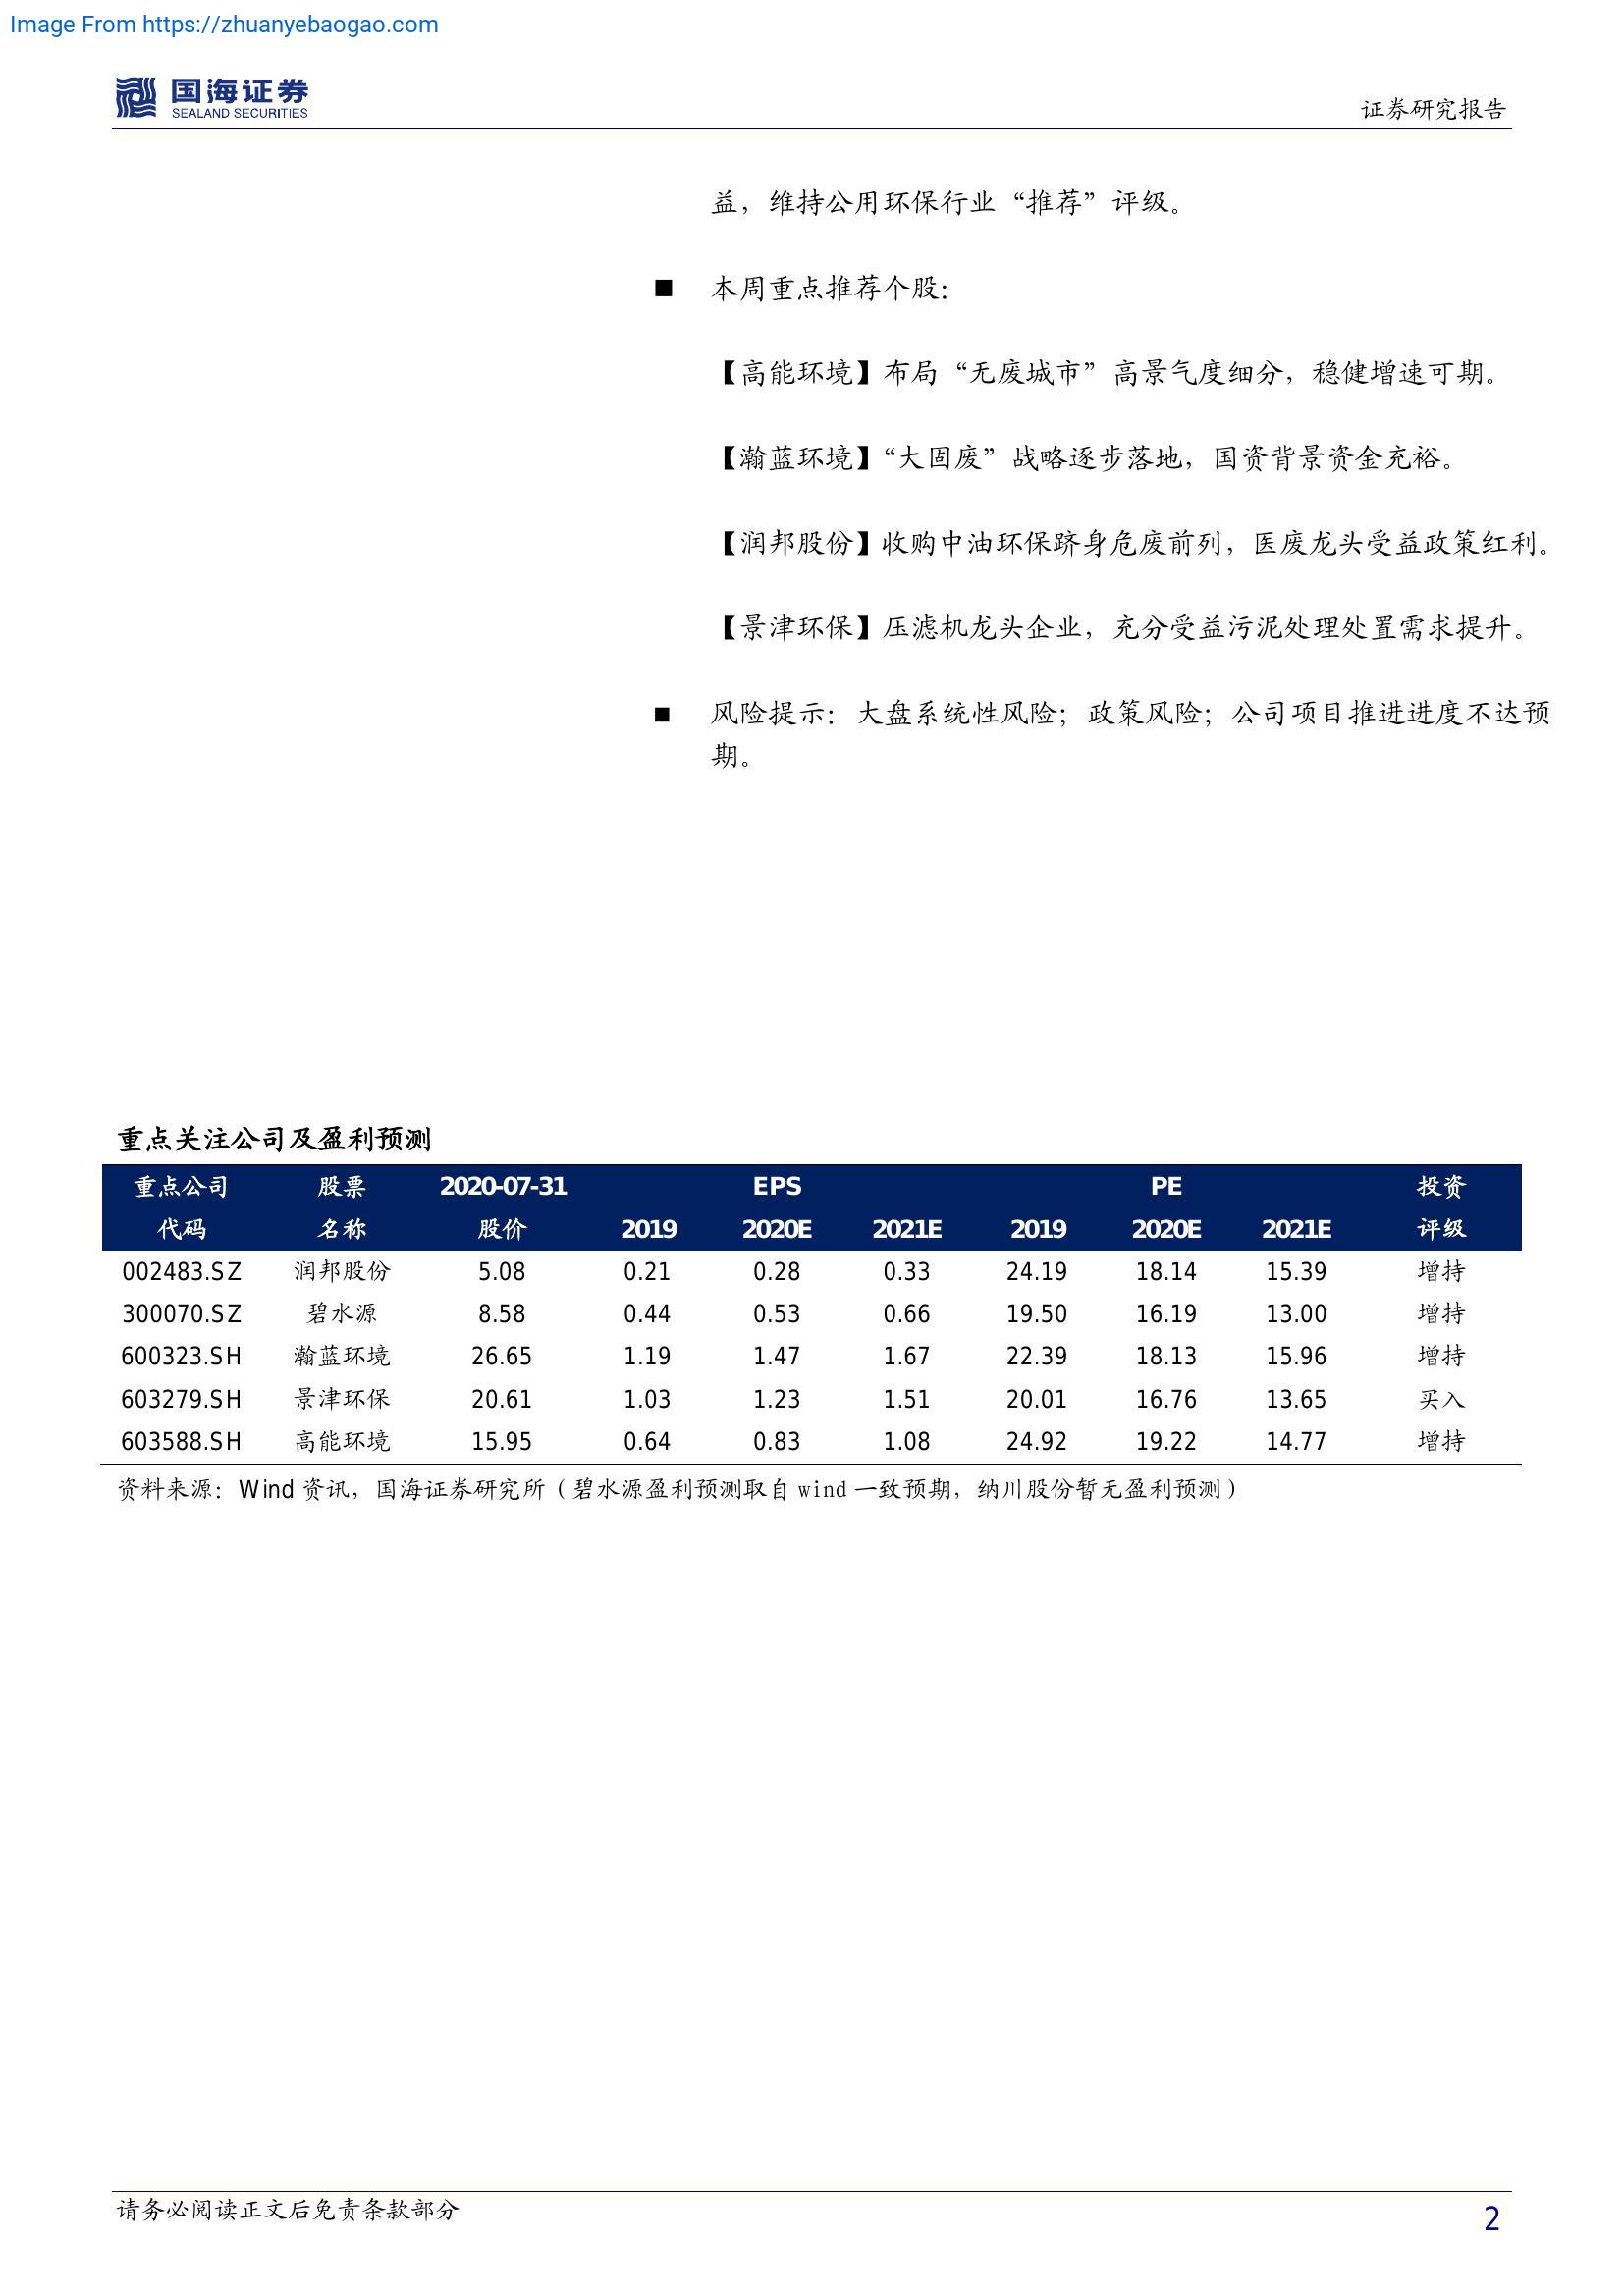 Image From https://zhuanyebaogao.com
国海证券
SEALAND SECURITIES
证券研究报告
益，维持公用环保行业“推荐”评级。
■ 本周重点推荐个股：
【高能环境】布局“无废城市”高景气度细分，稳健增速可期。
【瀚蓝环境】“大固废”战略逐步落地，国资背景资金充裕。
【润邦股份】收购中油环保跻身危废前列，医废龙头受益政策红利。
【景津环保】压滤机龙头企业，充分受益污泥处理处置需求提升。
■ 风险提示：大盘系统性风险；政策风险；公司项目推进进度不达预
期。
重点关注公司及盈利预测
重点公司 股票 2020-07-31 EPS PE 投资
代码 名称 股价 2019 2020E 2021E 2019 2020E 2021E 评级
002483.SZ 润邦股份 5.08 0.21 0.28 0.33 24.19 18.14 15.39 增持
300070.SZ 碧水源 8.58 0.44 0.53 0.66 19.50 16.19 13.00 增持
600323.SH 瀚蓝环境 26.65 1.19 1.47 1.67 22.39 18.13 15.96 增持
603279.SH 景津环保 20.61 1.03 1.23 1.51 20.01 16.76 13.65 买入
603588.SH 高能环境 15.95 0.64 0.83 1.08 24.92 19.22 14.77 增持
资料来源：Wind 资讯，国海证券研究所（碧水源盈利预测取自 wind 一致预期，纳川股份暂无盈利预测）
请务必阅读正文后免责条款部分
2